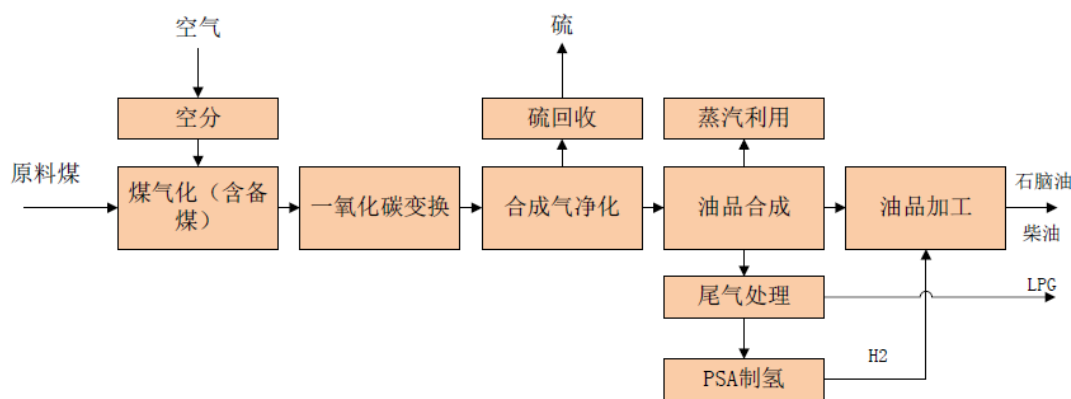 空气
硫
空分
硫回收
蒸汽利用
原料煤
煤气化（含备
煤）
一氧化碳变换
合成气净化
油品合成
油品加工
石脑油
柴油
尾气处理
LPG
PSA制氢
H2